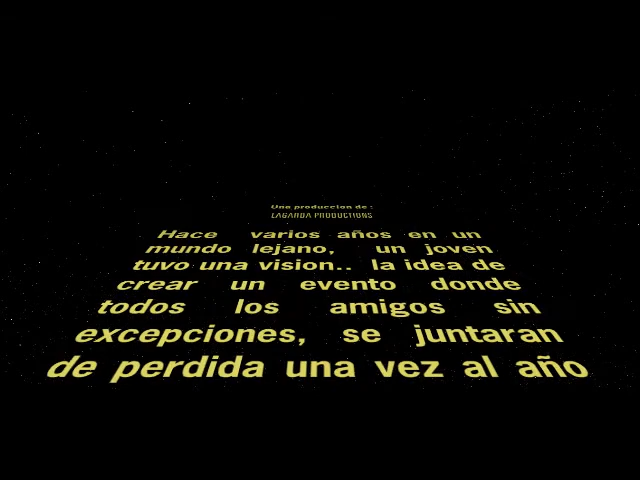 Una produccion de :
LAGANDA PRODUCTIONS
Hace varios años en un
mundo lejano, un joven
tuvo una vision.. la idea de
crear un evento donde
todos los amigos sin
excepciones, se juntaran
de perdida una vez al año